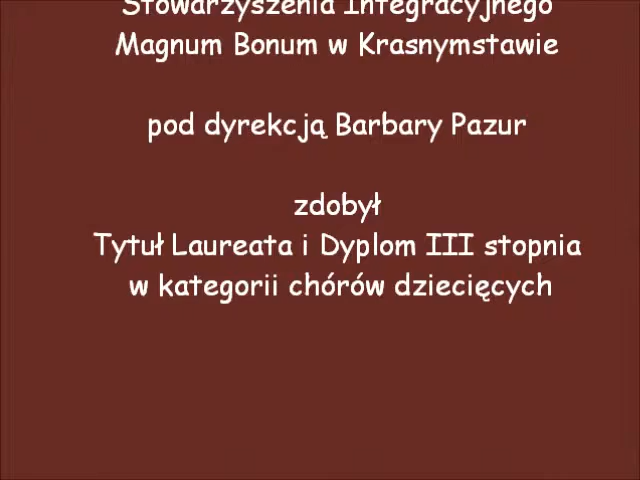 Stowarzyszenia Integracyjnego
Magnum Bonum w Krasnymstawie
pod dyrekcją Barbary Pazur
zdobył
Tytuł Laureata i Dyplom III stopnia
w kategorii chórów dziecięcych